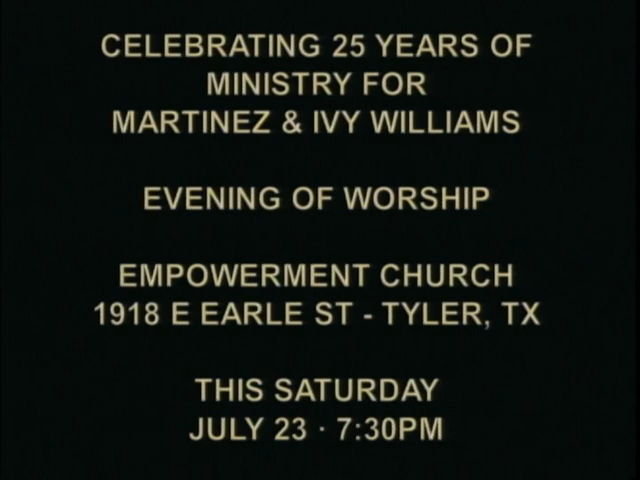 CELEBRATING 25 YEARS OF
MINISTRY FOR
MARTINEZ & IVY WILLIAMS
EVENING OF WORSHIP
EMPOWERMENT CHURCH
1918 E EARLE ST - TYLER, TX
THIS SATURDAY
JULY 23 · 7:30PM